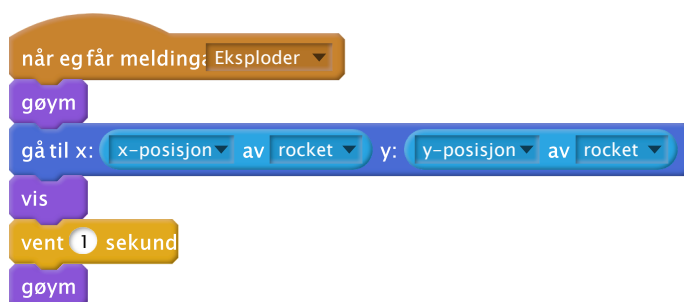 når eg får meldinga Eksploder
gøym
gå til x: x-posisjon av rocket y: y-posisjon av rocket
vis
vent 1 sekund
gøym